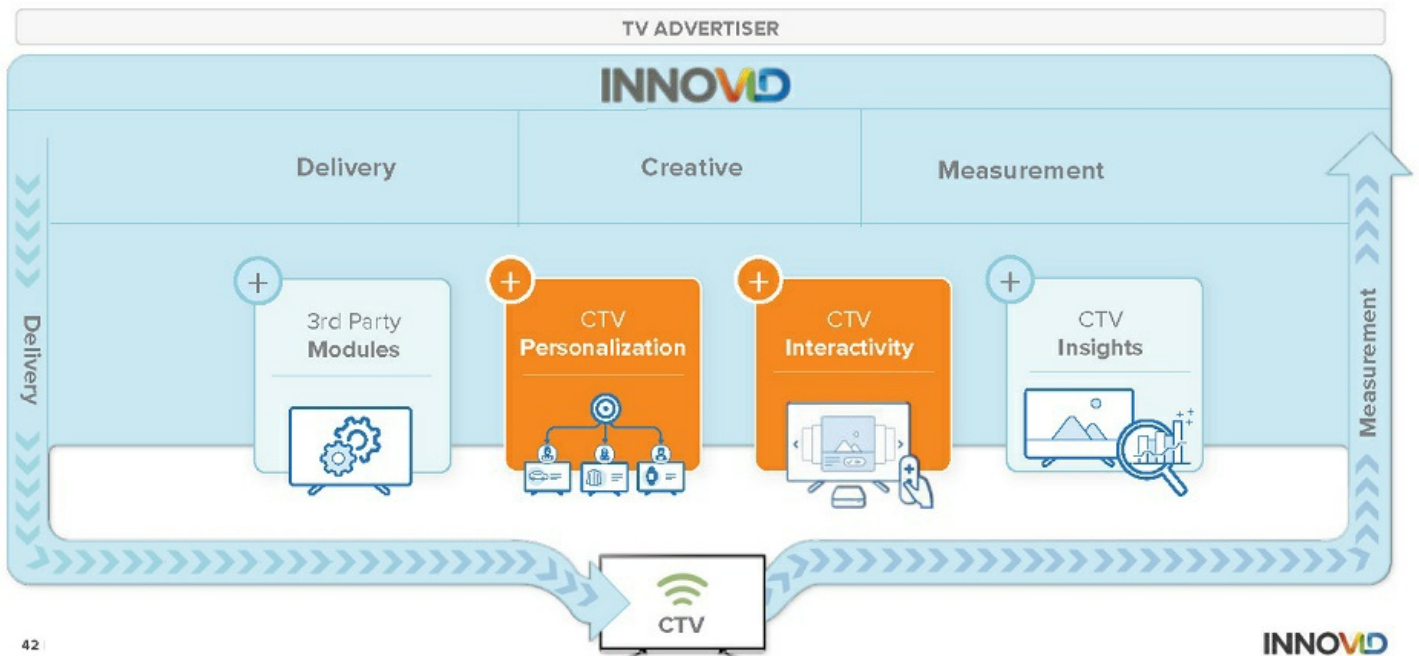 TV ADVERTISER
INNOVID
Delivery
Creative
Measurement
3rd Party
Modules
CTV
Personalization
CTV
Interactivity
CTV
Insights
Delivery
Measurement
CTV
42
INNOVID